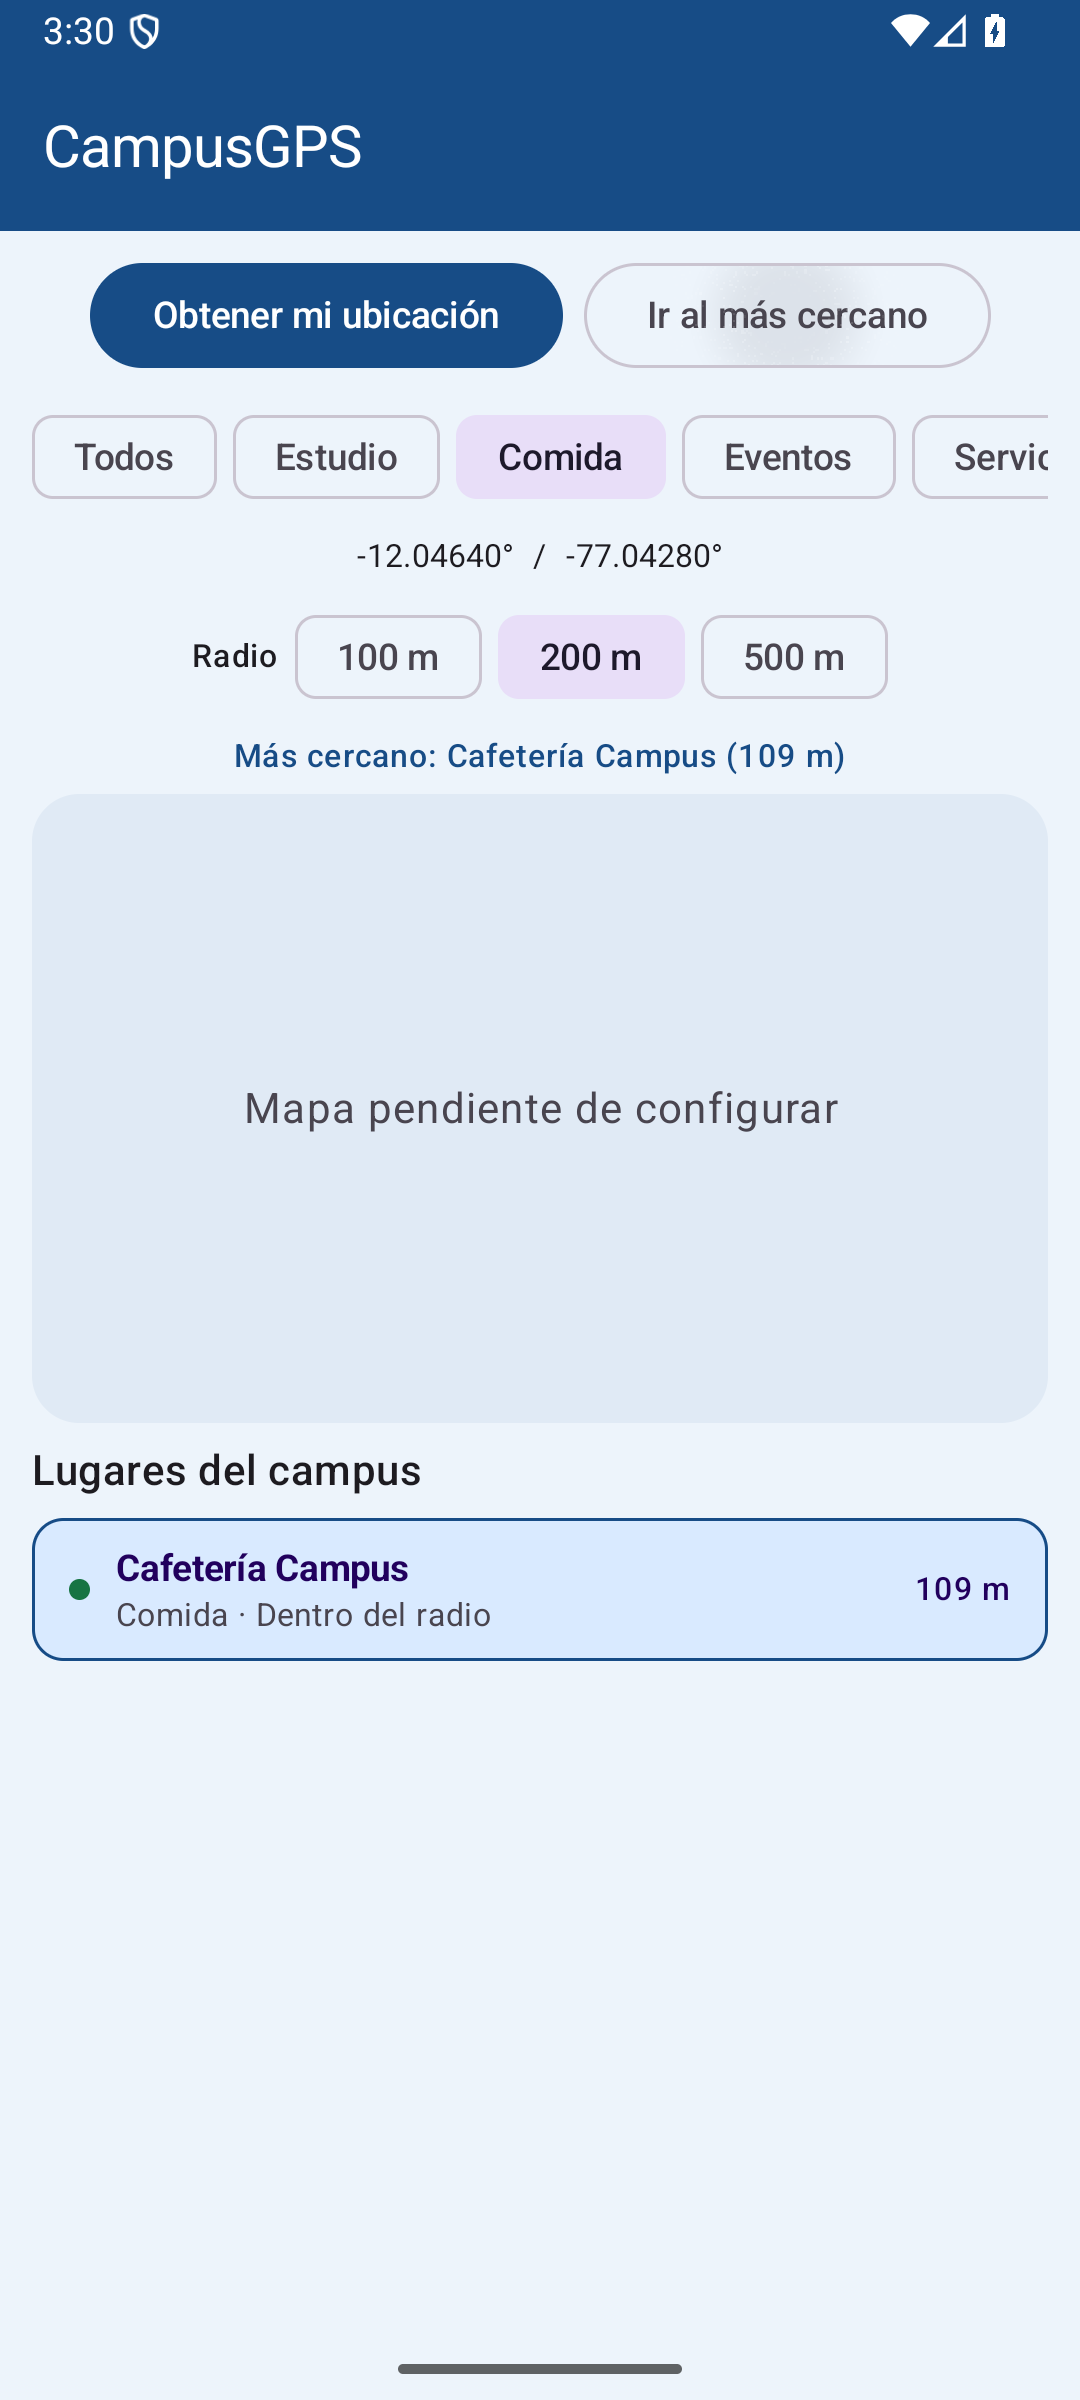 3:30
CampusGPS
Obtener mi ubicación
Ir al más cercano
Todos
Estudio
Comida
Eventos
Servic
-12.04640° / -77.04280°
Radio
100 m
200 m
500 m
Más cercano: Cafetería Campus (109 m)
Mapa pendiente de configurar
Lugares del campus
Cafetería Campus
109 m
Comida · Dentro del radio